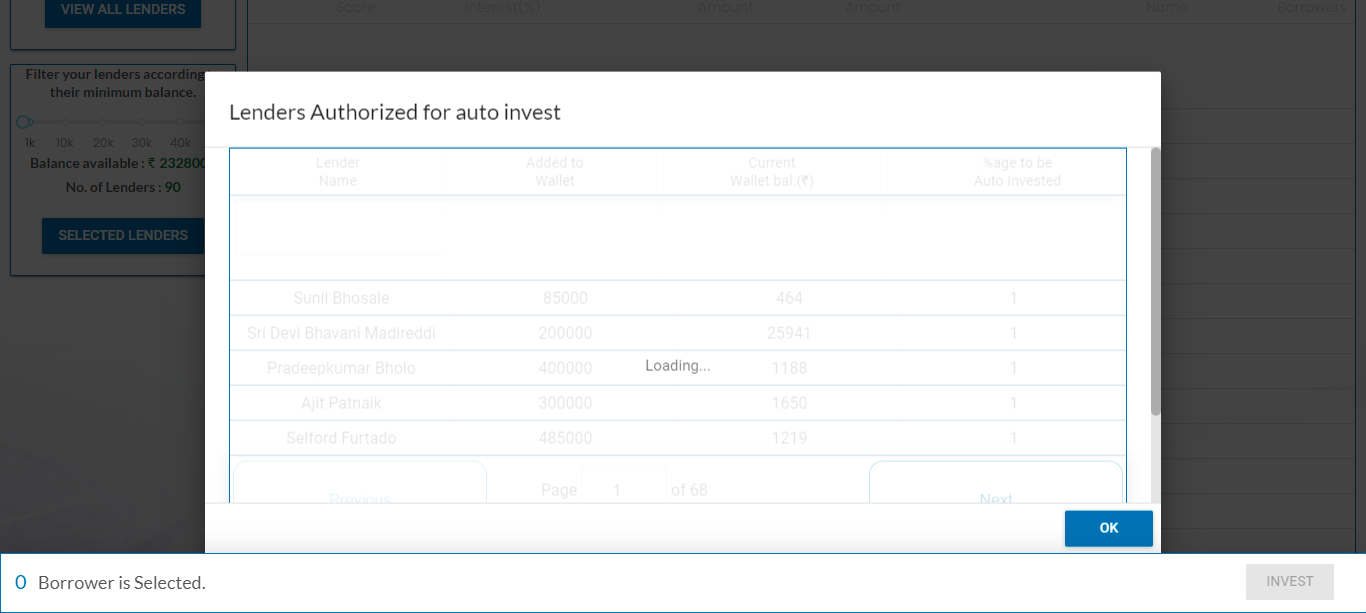 VIEW ALL LENDERS
Score Interest(%) Amount Amount Name Borrowers
Filter your lenders according
their minimum balance.
1k 10k 20k 30k 40k
Balance available : ₹ 232800
No. of Lenders : 90
SELECTED LENDERS
Lenders Authorized for auto invest
Lender Added to Current %age to be
Name Wallet Wallet bal.(₹) Auto Invested
Sunil Bhosale 85000 464 1
Sri Devi Bhavani Madireddi 200000 25941 1
Pradeepkumar Bholo 400000 1188 1
Loading...
Ajit Patnaik 300000 1650 1
Selford Furtado 485000 1219 1
Previous Page 1 of 68 Next
OK
0 Borrower is Selected.
INVEST